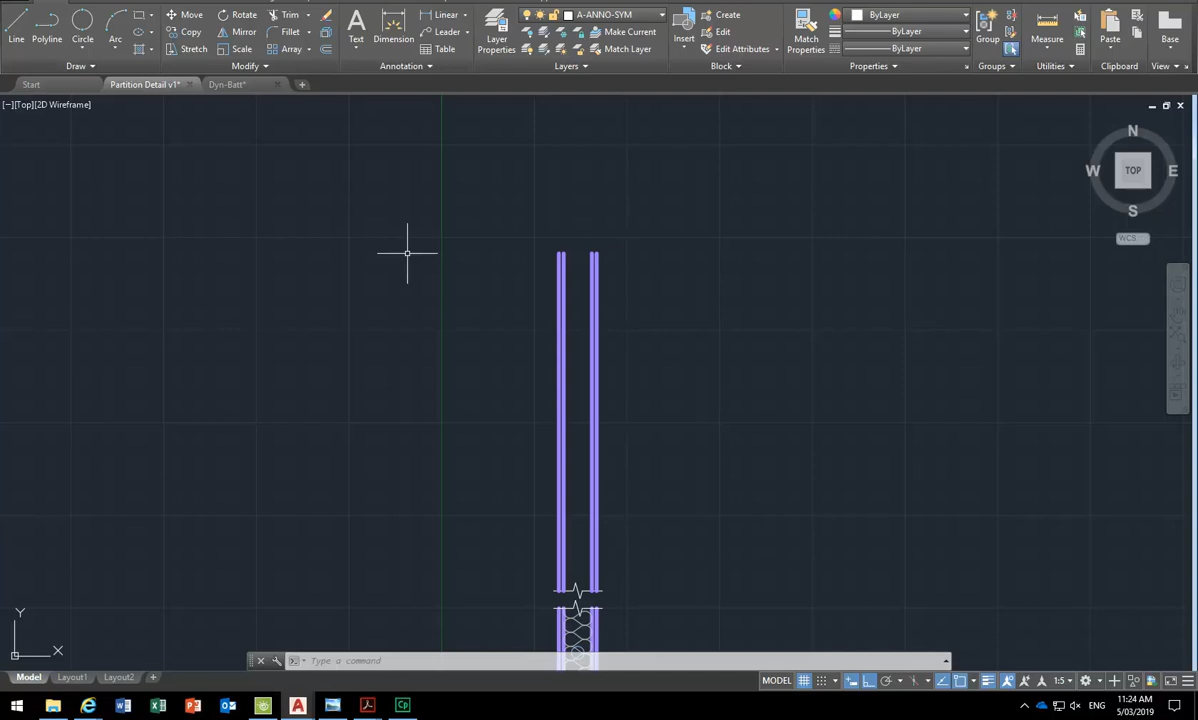 Line
Polyline
Circle
Arc
Move
Rotate
Trim
Copy
Mirror
Fillet
Stretch
Scale
Array
Text
Dimension
Linear
Leader
Table
Layer
Properties
A-ANNO-SYM
Make Current
Match Layer
Insert
Create
Edit
Edit Attributes
Match
Properties
ByLayer
ByLayer
ByLayer
Group
Measure
Paste
Base
Draw
Modify
Annotation
Layers
Block
Properties
Groups
Utilities
Clipboard
View
Start
Partition Detail v1*
Dyn-Batt*
[−][Top][2D Wireframe]
N
W
TOP
E
S
WCS
Y
X
Type a command
Model
Layout1
Layout2
MODEL
1:5
ENG
11:24 AM
5/03/2019